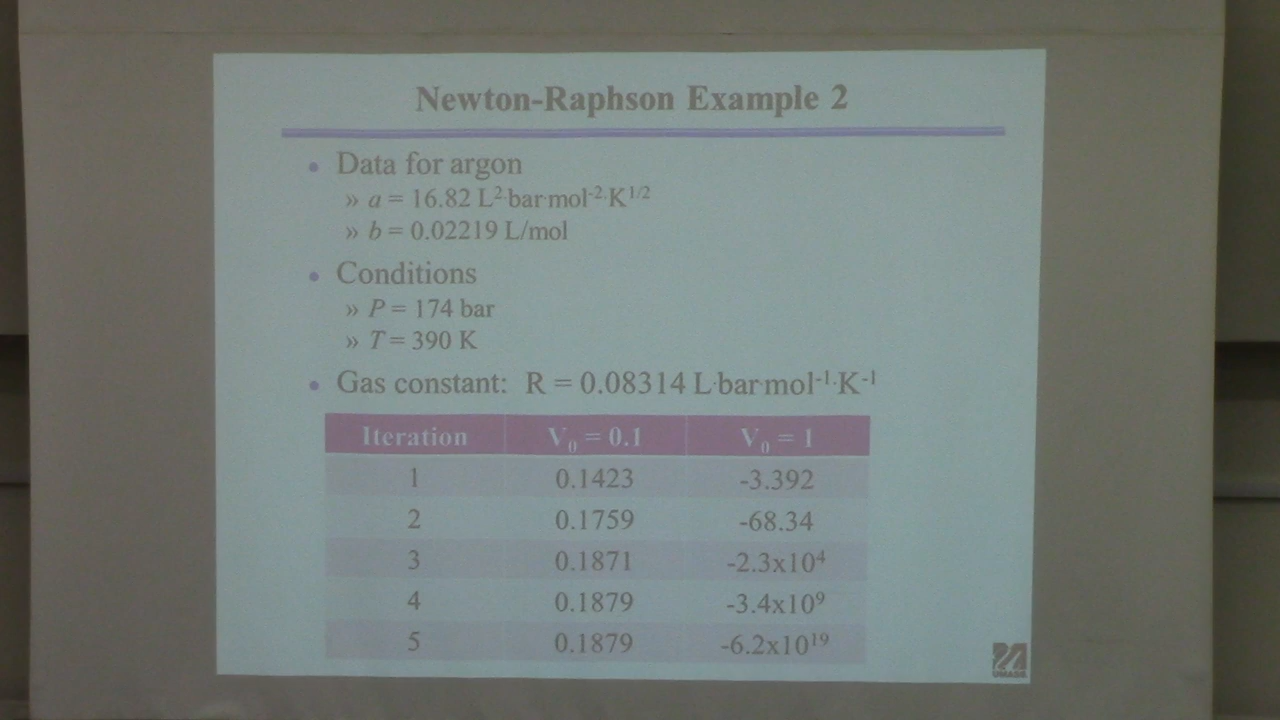 Newton-Raphson Example 2
• Data for argon
» a = 16.82 L²·bar·mol⁻²·K¹/²
» b = 0.02219 L/mol
• Conditions
» P = 174 bar
» T = 390 K
• Gas constant: R = 0.08314 L·bar·mol⁻¹·K⁻¹
Iteration V₀ = 0.1 V₀ = 1
1 0.1423 -3.392
2 0.1759 -68.34
3 0.1871 -2.3x10⁴
4 0.1879 -3.4x10⁹
5 0.1879 -6.2x10¹⁹
UMASS